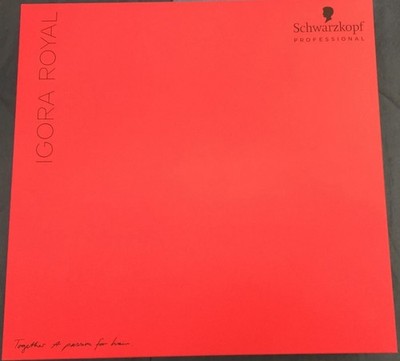 Schwarzkopf
PROFESSIONAL
IGORA ROYAL
Together. A passion for hair.